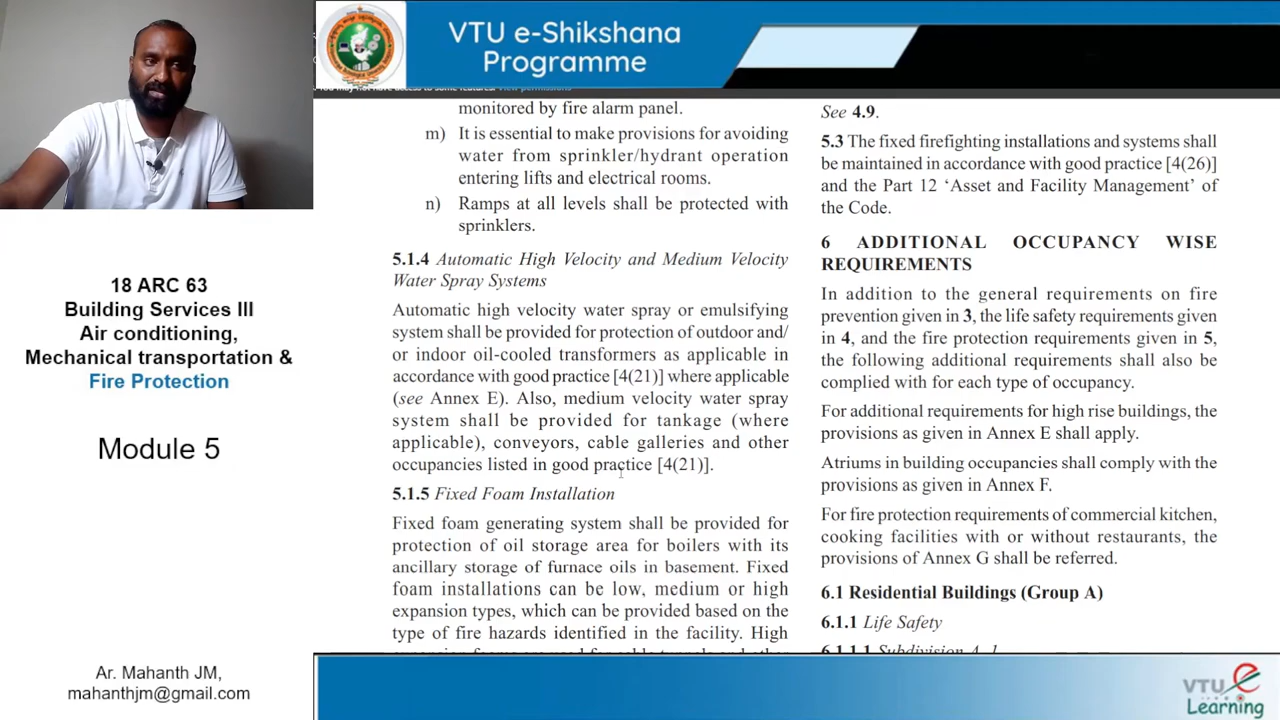 VTU e-Shikshana
Programme
18 ARC 63
Building Services III
Air conditioning,
Mechanical transportation &
Fire Protection
Module 5
Ar. Mahanth JM,
mahanthjm@gmail.com
monitored by fire alarm panel.
m) It is essential to make provisions for avoiding
water from sprinkler/hydrant operation
entering lifts and electrical rooms.
n) Ramps at all levels shall be protected with
sprinklers.
5.1.4 Automatic High Velocity and Medium Velocity
Water Spray Systems
Automatic high velocity water spray or emulsifying
system shall be provided for protection of outdoor and/
or indoor oil-cooled transformers as applicable in
accordance with good practice [4(21)] where applicable
(see Annex E). Also, medium velocity water spray
system shall be provided for tankage (where
applicable), conveyors, cable galleries and other
occupancies listed in good practice [4(21)].
5.1.5 Fixed Foam Installation
Fixed foam generating system shall be provided for
protection of oil storage area for boilers with its
ancillary storage of furnace oils in basement. Fixed
foam installations can be low, medium or high
expansion types, which can be provided based on the
type of fire hazards identified in the facility. High
See 4.9.
5.3 The fixed firefighting installations and systems shall
be maintained in accordance with good practice [4(26)]
and the Part 12 ‘Asset and Facility Management’ of
the Code.
6 ADDITIONAL OCCUPANCY WISE
REQUIREMENTS
In addition to the general requirements on fire
prevention given in 3, the life safety requirements given
in 4, and the fire protection requirements given in 5,
the following additional requirements shall also be
complied with for each type of occupancy.
For additional requirements for high rise buildings, the
provisions as given in Annex E shall apply.
Atriums in building occupancies shall comply with the
provisions as given in Annex F.
For fire protection requirements of commercial kitchen,
cooking facilities with or without restaurants, the
provisions of Annex G shall be referred.
6.1 Residential Buildings (Group A)
6.1.1 Life Safety
6.1.1.1 Subdivision A-1
VTU e
Learning